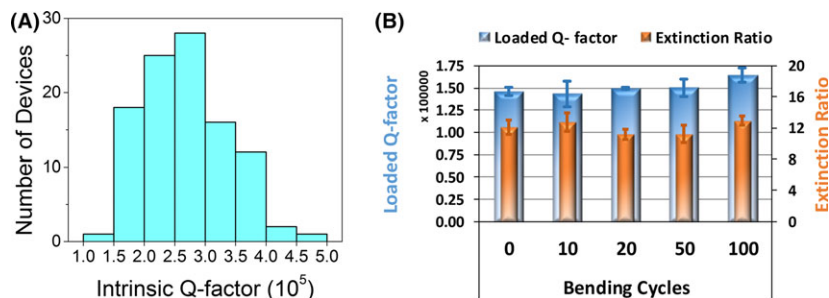 (A)
30
20
10
0
Number of Devices
1.0 1.5 2.0 2.5 3.0 3.5 4.0 4.5 5.0
Intrinsic Q-factor (10⁵)
(B)
Loaded Q- factor Extinction Ratio
Loaded Q-factor
x 100000
1.75
1.50
1.25
1.00
0.75
0.50
0.25
0.00
20
16
12
8
4
0
Extinction Ratio
0 10 20 50 100
Bending Cycles